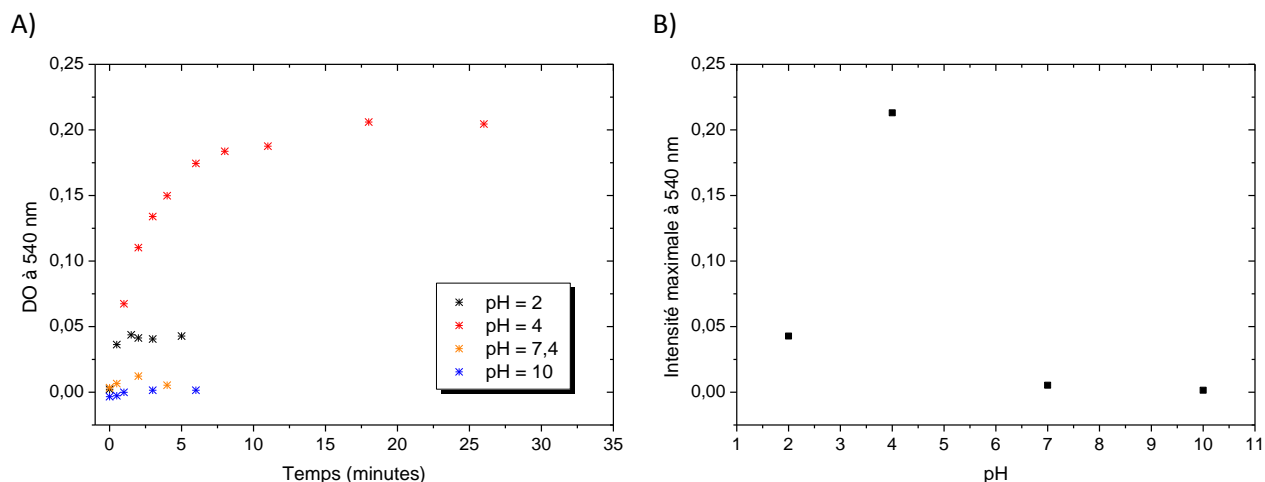 A)
0,25
0,20
0,15
0,10
0,05
0,00
DO à 540 nm
0 5 10 15 20 25 30 35
Temps (minutes)
pH = 2
pH = 4
pH = 7,4
pH = 10
B)
0,25
0,20
0,15
0,10
0,05
0,00
Intensité maximale à 540 nm
1 2 3 4 5 6 7 8 9 10 11
pH